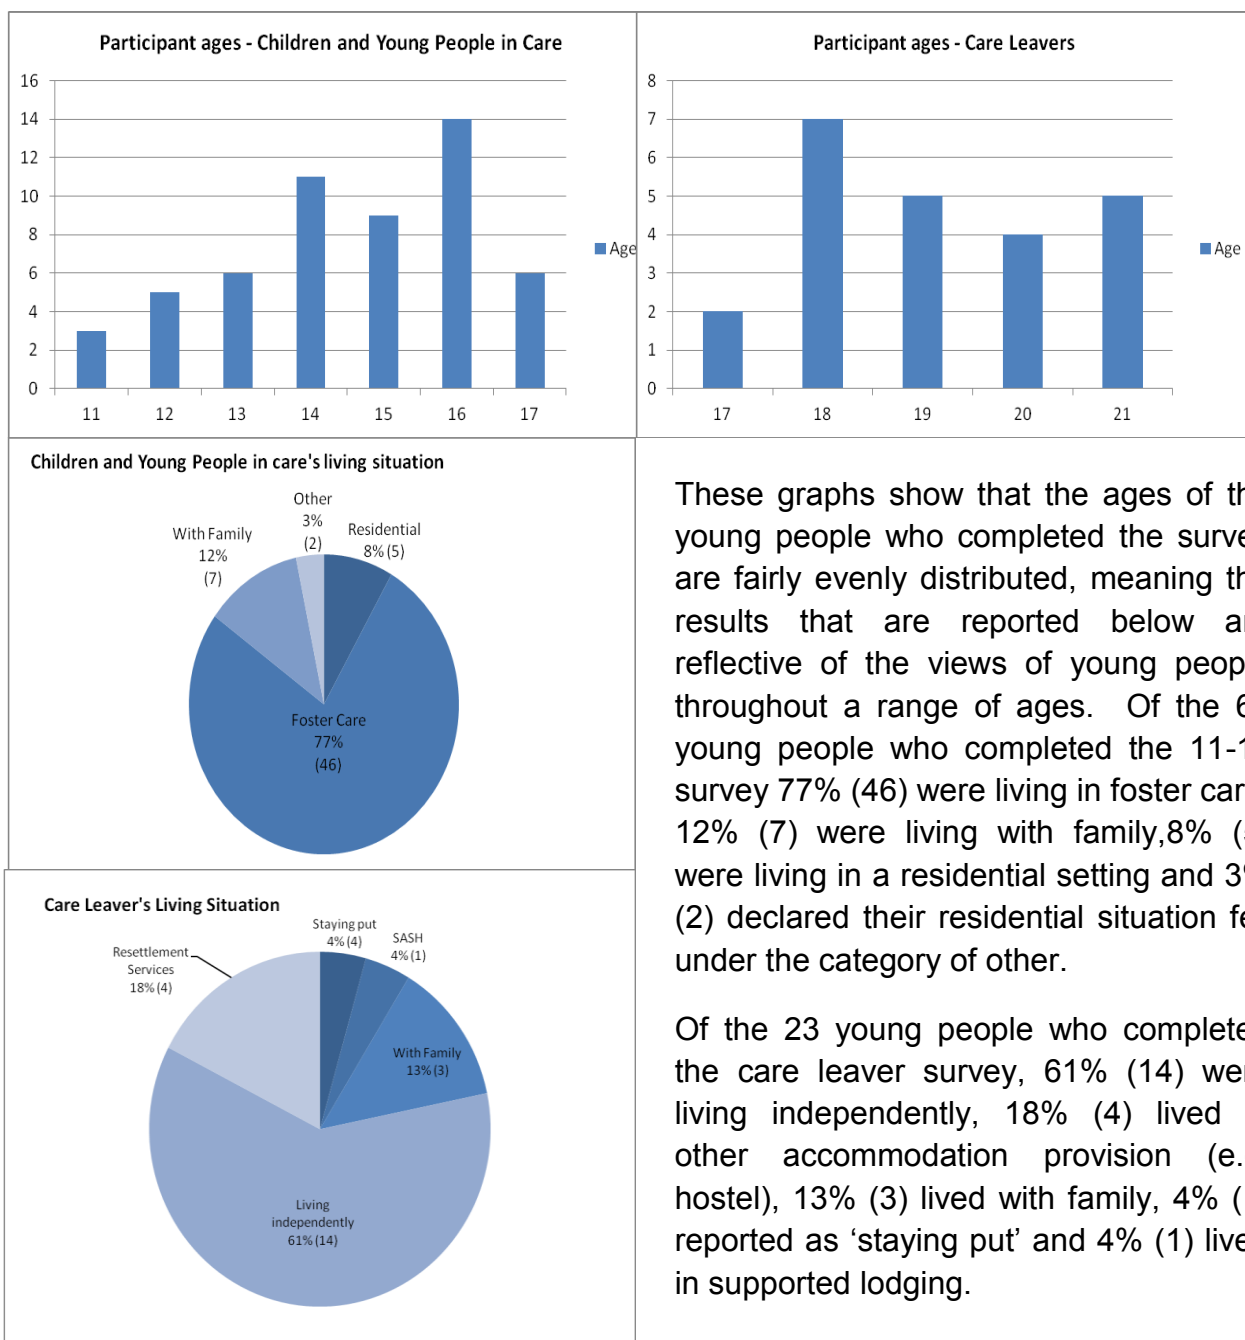 Participant ages - Children and Young People in Care
16
14
12
10
8
6
4
2
0
11 12 13 14 15 16 17
Age
Participant ages - Care Leavers
8
7
6
5
4
3
2
1
0
17 18 19 20 21
Age
Children and Young People in care's living situation
Other
3%
(2)
Residential
8% (5)
With Family
12%
(7)
Foster Care
77%
(46)
Care Leaver's Living Situation
Staying put
4% (4)
SASH
4% (1)
Resettlement
Services
18% (4)
With Family
13% (3)
Living
independently
61% (14)
These graphs show that the ages of th
young people who completed the surve
are fairly evenly distributed, meaning th
results that are reported below ar
reflective of the views of young peop
throughout a range of ages. Of the 6
young people who completed the 11-1
survey 77% (46) were living in foster car
12% (7) were living with family,8% (5
were living in a residential setting and 3%
(2) declared their residential situation fe
under the category of other.
Of the 23 young people who complete
the care leaver survey, 61% (14) wer
living independently, 18% (4) lived
other accommodation provision (e.
hostel), 13% (3) lived with family, 4% (
reported as ‘staying put’ and 4% (1) live
in supported lodging.